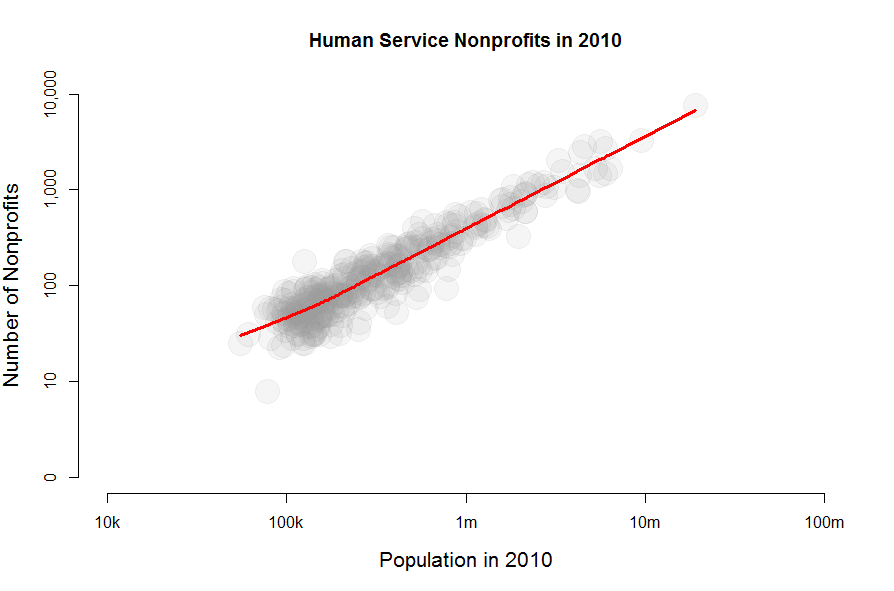 Human Service Nonprofits in 2010
Number of Nonprofits
10,000
1,000
100
10
0
10k
100k
1m
10m
100m
Population in 2010